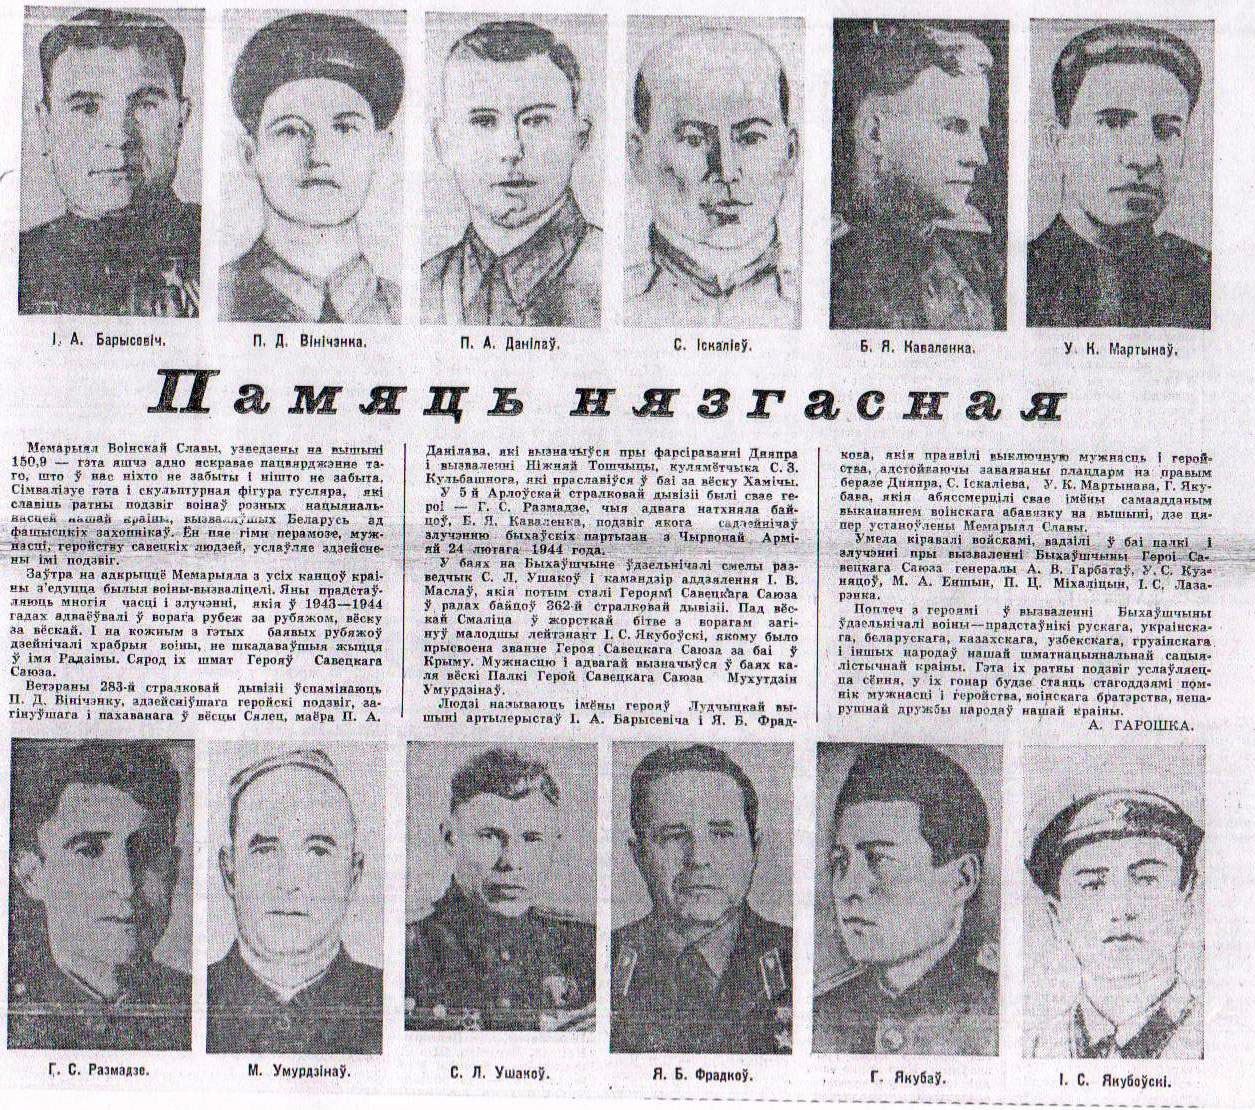 І. А. Барысевіч.
П. Д. Вінічэнка.
П. А. Данілаў.
С. Іскаліеў.
Б. Я. Каваленка.
У. К. Мартынаў.
Памяць нязгасная
Мемарыял Воінскай Славы, узведзены на вышыні
150,9 — гэта яшчэ адно яскравае пацвярджэнне та-
го, што ў нас ніхто не забыты і нішто не забыта.
Сімвалізуе гэта і скульптурная фігура гусляра, які
славіць ратны подзвіг воінаў розных нацыяналь-
насцей нашай краіны, вызваляўшых Беларусь ад
фашысцкіх захопнікаў. Ён пяе гімн перамозе, муж-
насці, геройству савецкіх людзей, услаўляе здзейсне-
ны імі подзвіг.
Заўтра на адкрыццё Мемарыяла з усіх канцоў краі-
ны з'едуцца былыя воіны-вызваліцелі. Яны прадстаў-
ляюць многія часці і злучэнні, якія ў 1943—1944
гадах адваёўвалі ў ворага рубеж за рубяжом, вёску
за вёскай. І на кожным з гэтых баявых рубяжоў
дзейнічалі храбрыя воіны, не шкадаваўшыя жыцця
ў імя Радзімы. Сярод іх шмат Герояў Савецкага
Саюза.
Ветэраны 283-й стралковай дывізіі ўспамінаюць
П. Д. Вінічэнку, здзейсніўшага геройскі подзвіг, за-
гінуўшага і пахаванага ў вёсцы Сялец, маёра П. А.
Данілава, які вызначыўся пры фарсіраванні Дняпра
і вызваленні Ніжняй Тошчыцы, кулямётчыка С. З.
Кульбашнога, які праславіўся ў баі за вёску Хамічы.
У 5-й Арлоўскай стралковай дывізіі былі свае ге-
роі — Г. С. Размадзе, чыя адвага натхняла бай-
цоў, Б. Я. Каваленка, подзвіг якога садзейнічаў
злучэнню быхаўскіх партызан з Чырвонай Армі-
яй 24 лютага 1944 года.
У баях на Быхаўшчыне ўдзельнічалі смелы раз-
ведчык С. Л. Ушакоў і камандзір аддзялення І. В.
Маслаў, якія потым сталі Героямі Савецкага Саюза
ў радах байцоў 362-й стралковай дывізіі. Пад вёс-
кай Смаліца ў жорсткай бітве з ворагам загі-
нуў малодшы лейтэнант І. С. Якубоўскі, якому было
прысвоена званне Героя Савецкага Саюза за баі ў
Крыму. Мужнасцю і адвагай вызначыўся ў баях ка-
ля вёскі Палкі Герой Савецкага Саюза Мухутдзін
Умурдзінаў.
Людзі называюць імёны герояў Лудчыцкай вы-
шыні артылерыстаў І. А. Барысевіча і Я. Б. Фрад-
кова, якія праявілі выключную мужнасць і герой-
ства, адстойваючы заваяваны плацдарм на правым
беразе Дняпра, С. Іскаліева, У. К. Мартынава, Г. Яку-
бава, якія абяссмерцілі свае імёны самааддяным
выкананнем воінскага абавязку на вышыні, дзе ця-
пер устаноўлены Мемарыял Славы.
Умела кіравалі войскамі, вадзілі ў баі палкі і
злучэнні пры вызваленні Быхаўшчыны Героі Са-
вецкага Саюза генералы А. В. Гарбатаў, У. С. Куз-
няцоў, М. А. Еншын, П. Ц. Міхаліцын, І. С. Лаза-
рэнка.
Поплеч з героямі ў вызваленні Быхаўшчыны
ўдзельнічалі воіны—прадстаўнікі рускага, украінска-
га, беларускага, казахскага, узбекскага, грузінскага
і іншых народаў нашай шматнацыянальнай сацыя-
лістычнай краіны. Гэта іх ратны подзвіг услаўляец-
ца сёння, у іх гонар будзе стаяць стагоддзямі пом-
нік мужнасці і геройства, воінскага братэрства, непа-
рушнай дружбы народаў нашай краіны.
А. ГАРОШКА.
Г. С. Размадзе.
М. Умурдзінаў.
С. Л. Ушакоў.
Я. Б. Фрадкоў.
Г. Якубаў.
І. С. Якубоўскі.